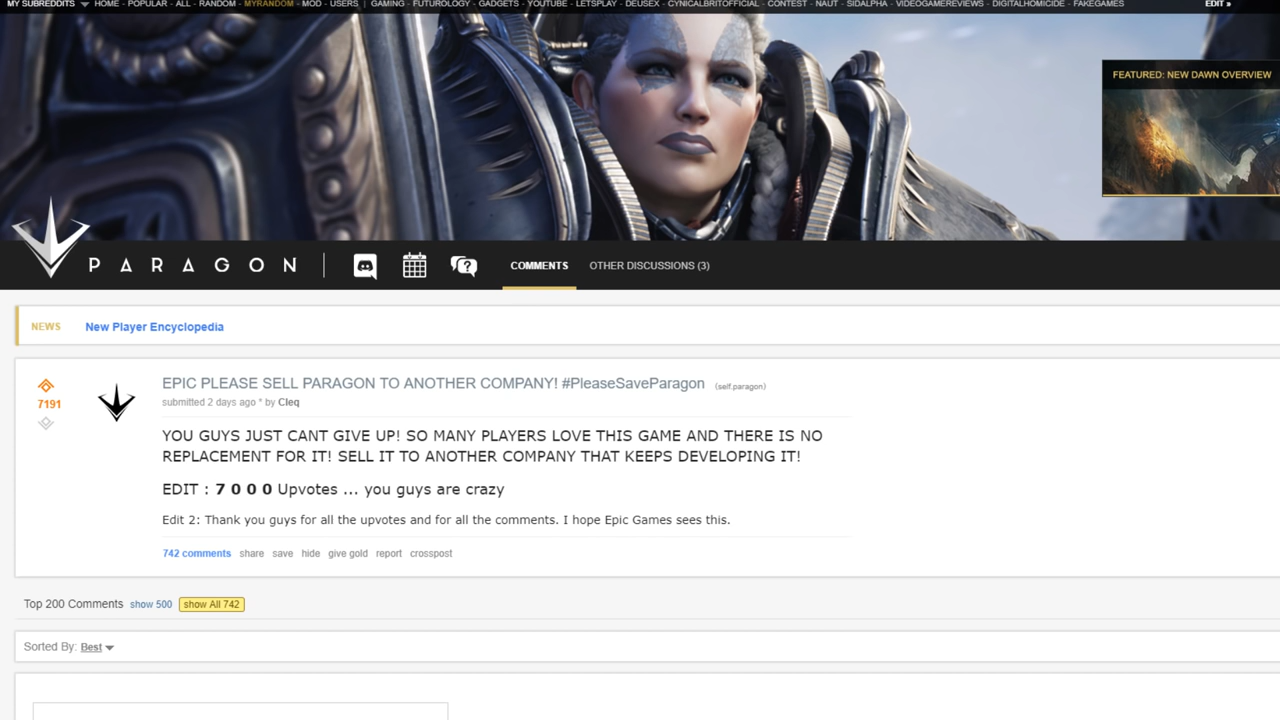 MY SUBREDDITS HOME - POPULAR - ALL - RANDOM - MYRANDOM - MOD - USERS | GAMING - FUTUROLOGY - GADGETS - YOUTUBE - LETSPLAY - DEUSEX - CYNICALBRITOFFICIAL - CONTEST - NAUT - SIDALPHA - VIDEOGAMEREVIEWS - DIGITALHOMICIDE - FAKEGAMES EDIT »
FEATURED: NEW DAWN OVERVIEW
PARAGON COMMENTS OTHER DISCUSSIONS (3)
NEWS New Player Encyclopedia
EPIC PLEASE SELL PARAGON TO ANOTHER COMPANY! #PleaseSaveParagon (self.paragon)
7191
submitted 2 days ago * by Cleq
YOU GUYS JUST CANT GIVE UP! SO MANY PLAYERS LOVE THIS GAME AND THERE IS NO
REPLACEMENT FOR IT! SELL IT TO ANOTHER COMPANY THAT KEEPS DEVELOPING IT!
EDIT : 7 0 0 0 Upvotes ... you guys are crazy
Edit 2: Thank you guys for all the upvotes and for all the comments. I hope Epic Games sees this.
742 comments share save hide give gold report crosspost
Top 200 Comments show 500 show All 742
Sorted By: Best